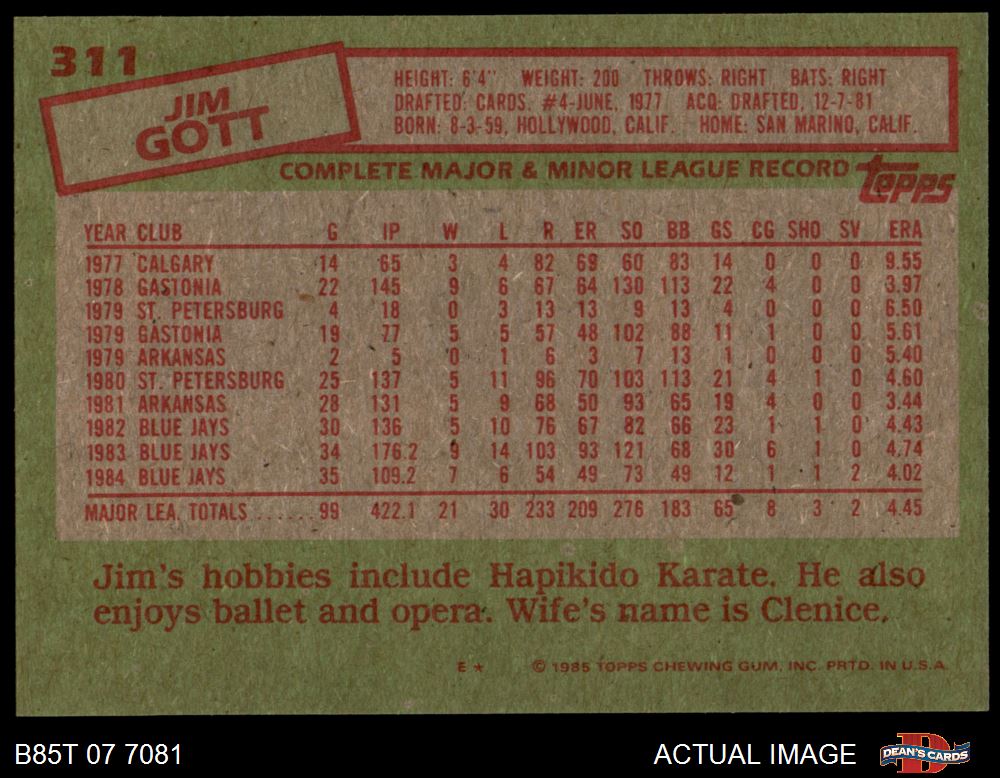 311
JIM
GOTT
HEIGHT: 6'4" WEIGHT: 200 THROWS: RIGHT BATS: RIGHT
DRAFTED: CARDS, #4-JUNE, 1977 ACQ: DRAFTED, 12-7-81
BORN: 8-3-59, HOLLYWOOD, CALIF. HOME: SAN MARINO, CALIF.
COMPLETE MAJOR & MINOR LEAGUE RECORD topps
YEAR CLUB G IP W L R ER SO BB GS CG SHO SV ERA
1977 CALGARY 14 65 3 4 82 69 60 83 14 0 0 0 9.55
1978 GASTONIA 22 145 9 6 67 64 130 113 22 4 0 0 3.97
1979 ST. PETERSBURG 4 18 0 3 13 13 9 13 4 0 0 0 6.50
1979 GASTONIA 19 77 5 5 57 48 102 88 11 1 0 0 5.61
1979 ARKANSAS 2 5 0 1 6 3 7 13 1 0 0 0 5.40
1980 ST. PETERSBURG 25 137 5 11 96 70 103 113 21 4 1 0 4.60
1981 ARKANSAS 28 131 5 9 68 50 93 65 19 4 0 0 3.44
1982 BLUE JAYS 30 136 5 10 76 67 82 66 23 1 1 0 4.43
1983 BLUE JAYS 34 176.2 9 14 103 93 121 68 30 6 1 0 4.74
1984 BLUE JAYS 35 109.2 7 6 54 49 73 49 12 1 1 2 4.02
MAJOR LEA. TOTALS ...... 99 422.1 21 30 233 209 276 183 65 8 3 2 4.45
Jim's hobbies include Hapikido Karate. He also
enjoys ballet and opera. Wife's name is Clenice.
E ★ © 1985 TOPPS CHEWING GUM, INC. PRTD. IN U.S.A.
B85T 07 7081 ACTUAL IMAGE DEAN'S CARDS